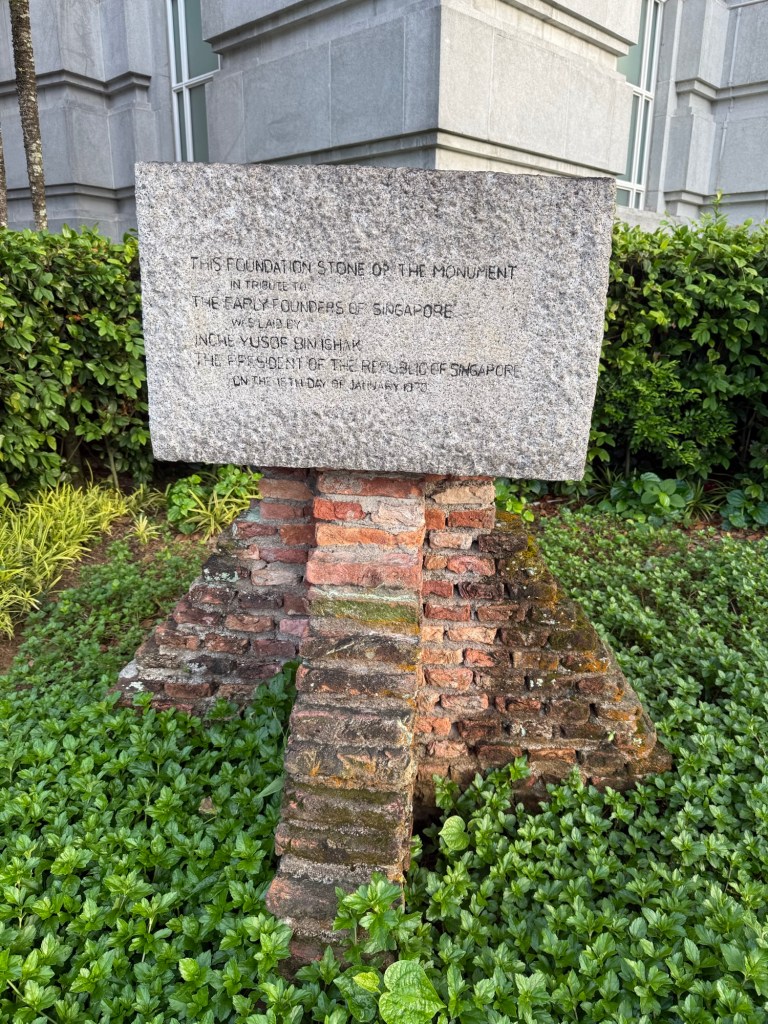 THIS FOUNDATION STONE OF THE MONUMENT
IN TRIBUTE TO
THE EARLY FOUNDERS OF SINGAPORE
WAS LAID BY
INCHE YUSOF BIN ISHAK
THE PRESIDENT OF THE REPUBLIC OF SINGAPORE
ON THE 18TH DAY OF JANUARY 1970